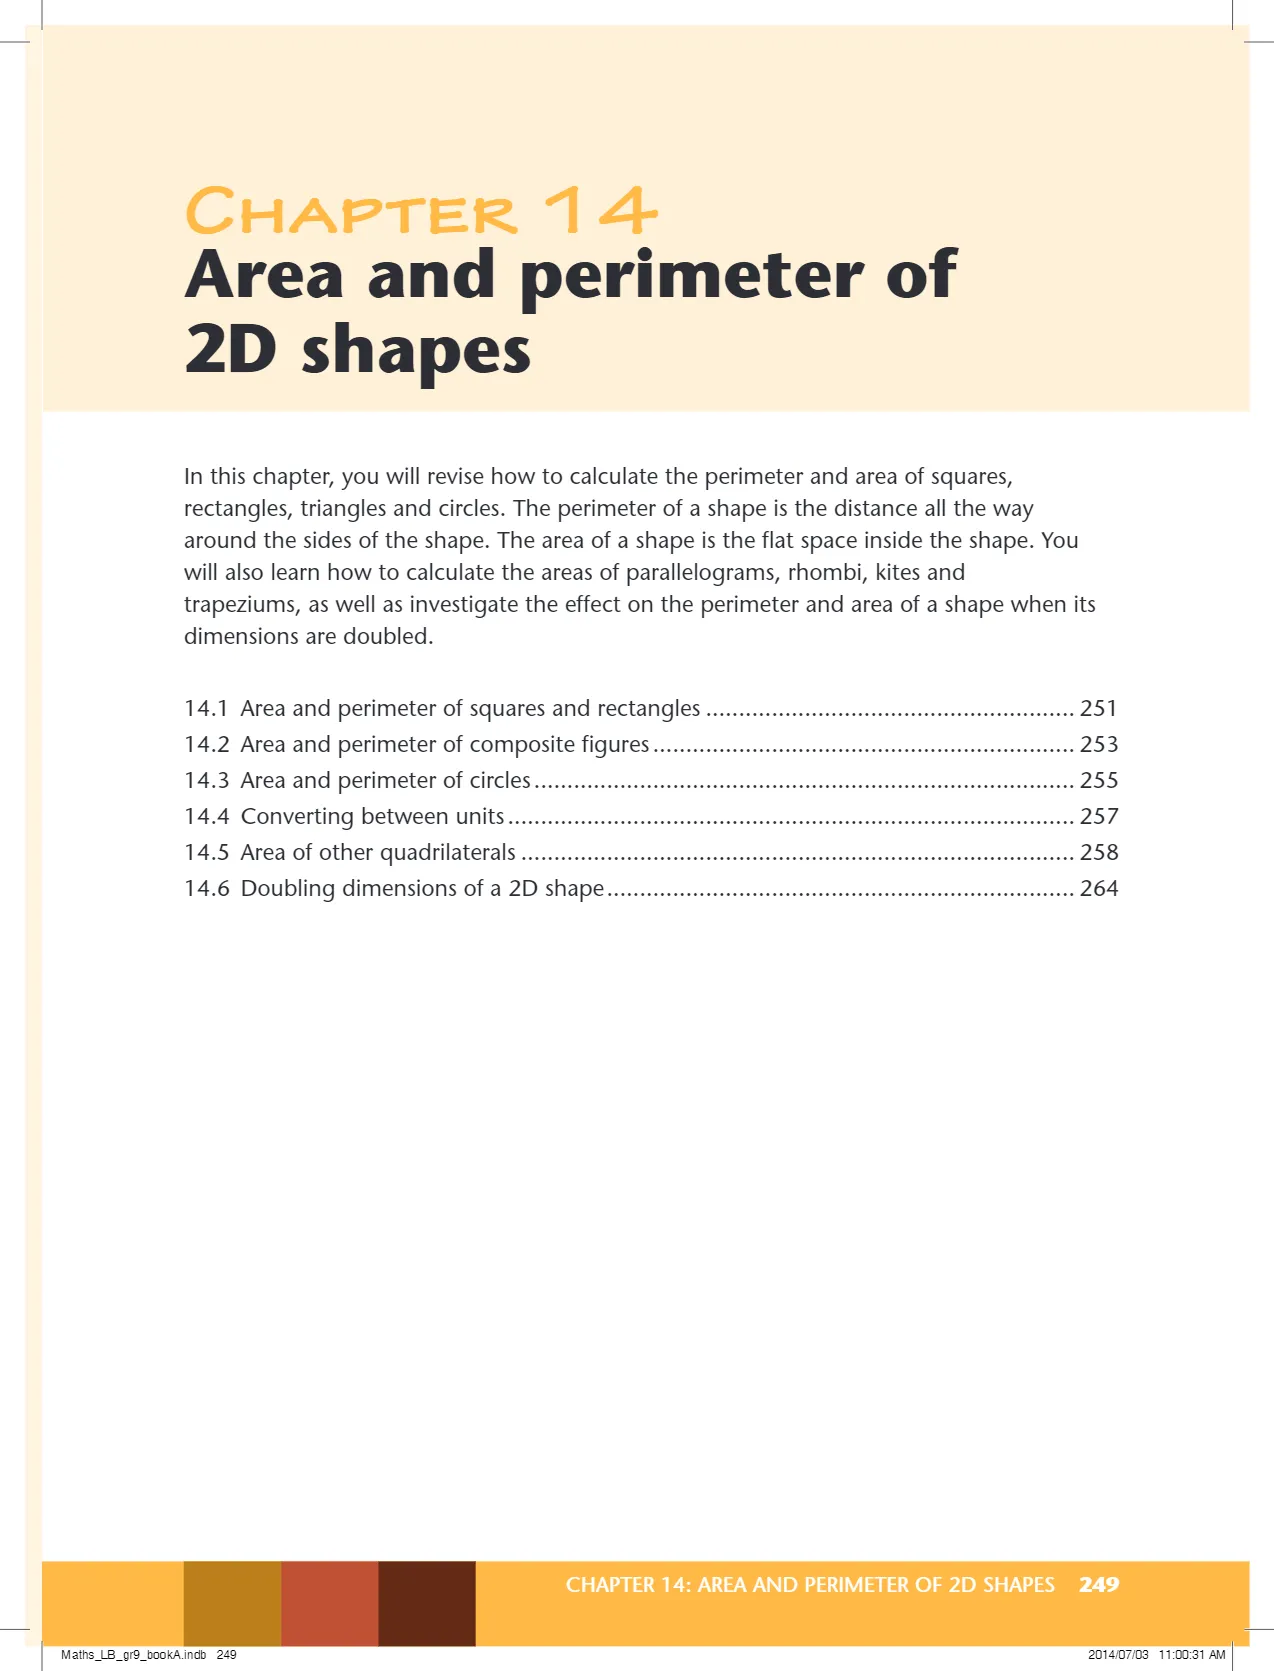 CHAPTER 14
Area and perimeter of
2D shapes
In this chapter, you will revise how to calculate the perimeter and area of squares,
rectangles, triangles and circles. The perimeter of a shape is the distance all the way
around the sides of the shape. The area of a shape is the flat space inside the shape. You
will also learn how to calculate the areas of parallelograms, rhombi, kites and
trapeziums, as well as investigate the effect on the perimeter and area of a shape when its
dimensions are doubled.
14.1 Area and perimeter of squares and rectangles ........................................................ 251
14.2 Area and perimeter of composite figures ................................................................ 253
14.3 Area and perimeter of circles .................................................................................. 255
14.4 Converting between units ...................................................................................... 257
14.5 Area of other quadrilaterals .................................................................................... 258
14.6 Doubling dimensions of a 2D shape ....................................................................... 264
CHAPTER 14: AREA AND PERIMETER OF 2D SHAPES 249
Maths_LB_gr9_bookA.indb 249 2014/07/03 11:00:31 AM